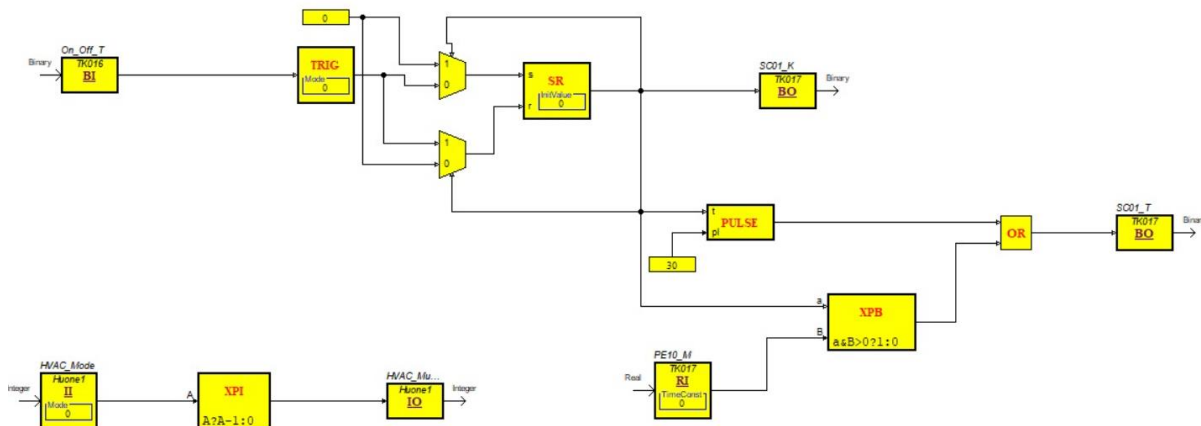 0
On_Off_T
Binary
TK016
BI
TRIG
Mode
0
1
0
s
SR
InitValue
0
r
SC01_K
TK017
BO
Binary
1
0
t
PULSE
pl
30
OR
SC01_T
TK017
BO
Binar
a
XPB
B
a&B>0?1:0
HVAC_Mode
Integer
Huone1
II
Mode
0
A
XPI
A?A-1:0
HVAC_Mu...
Huone1
IO
Integer
PE10_M
Real
TK017
RI
TimeConst
0